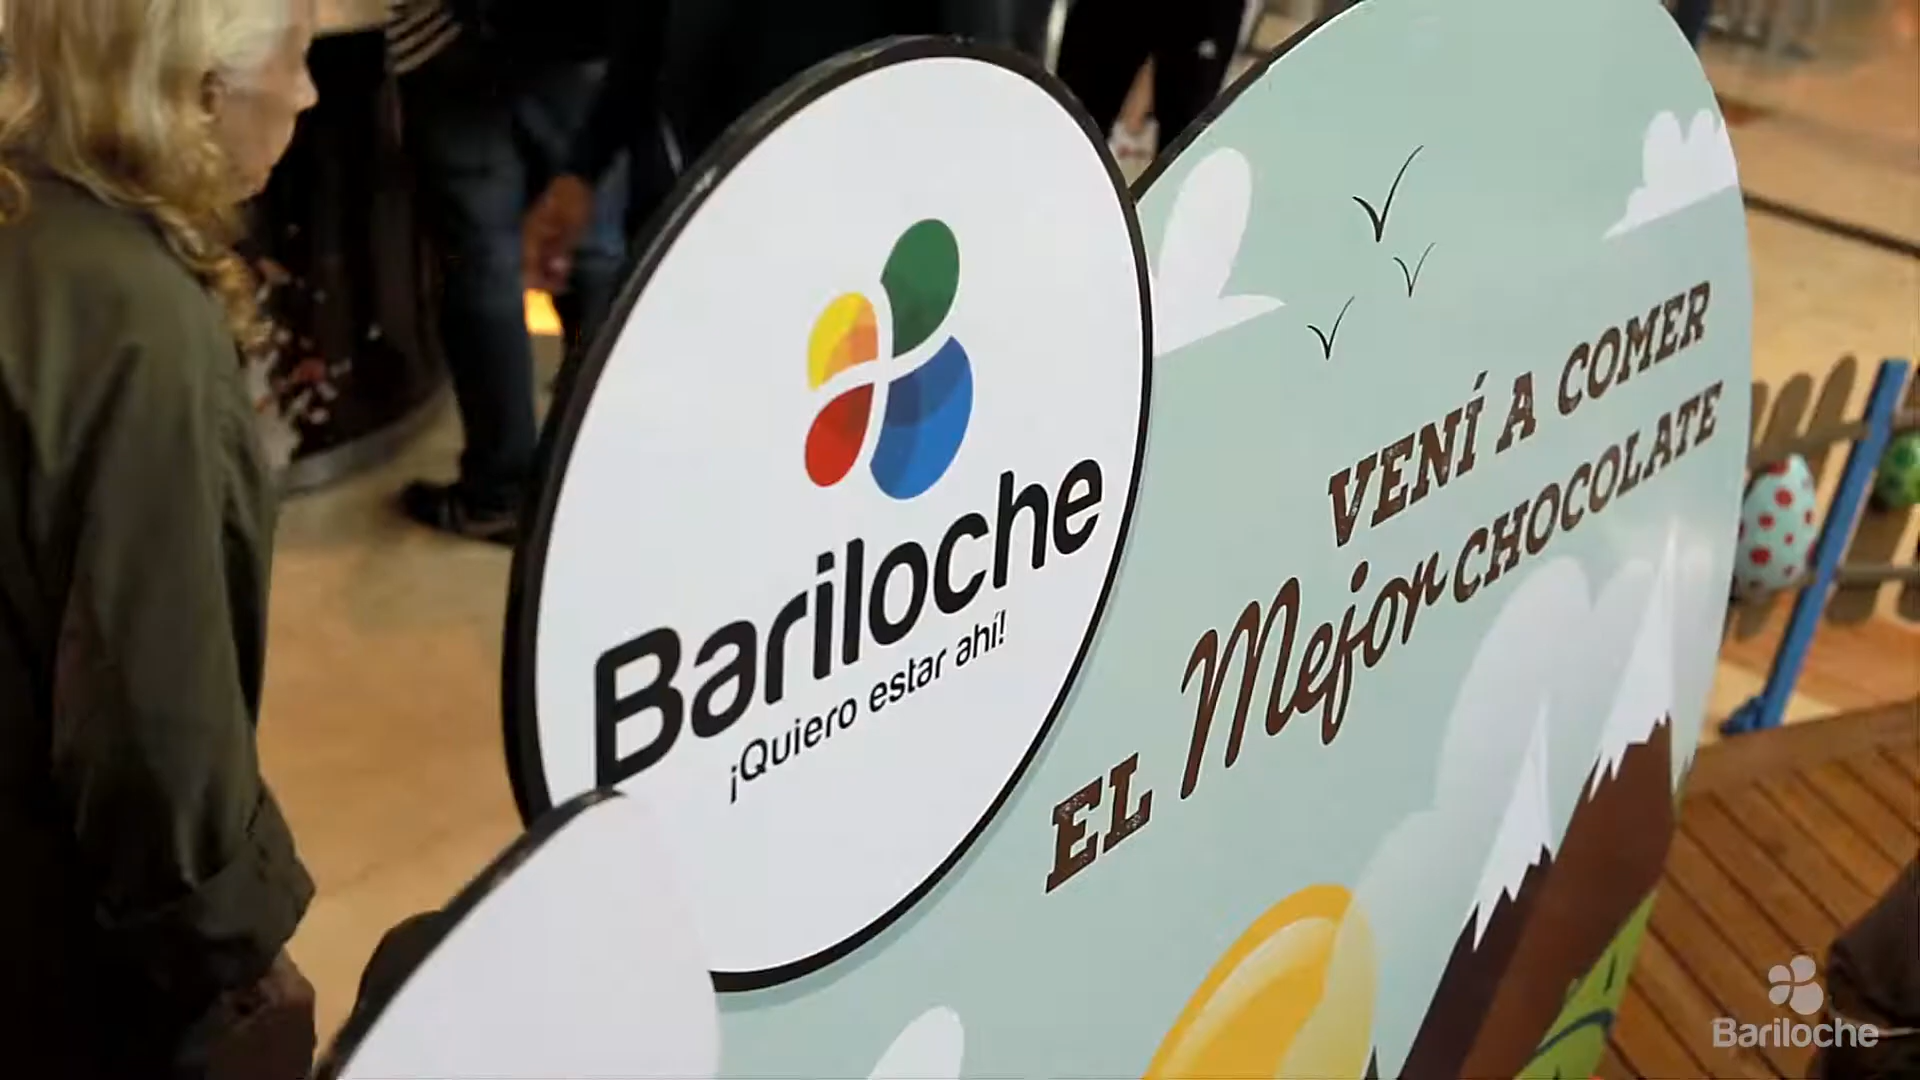 Bariloche
¡Quiero estar ahí!
VENÍ A COMER
EL Mejor CHOCOLATE
Bariloche